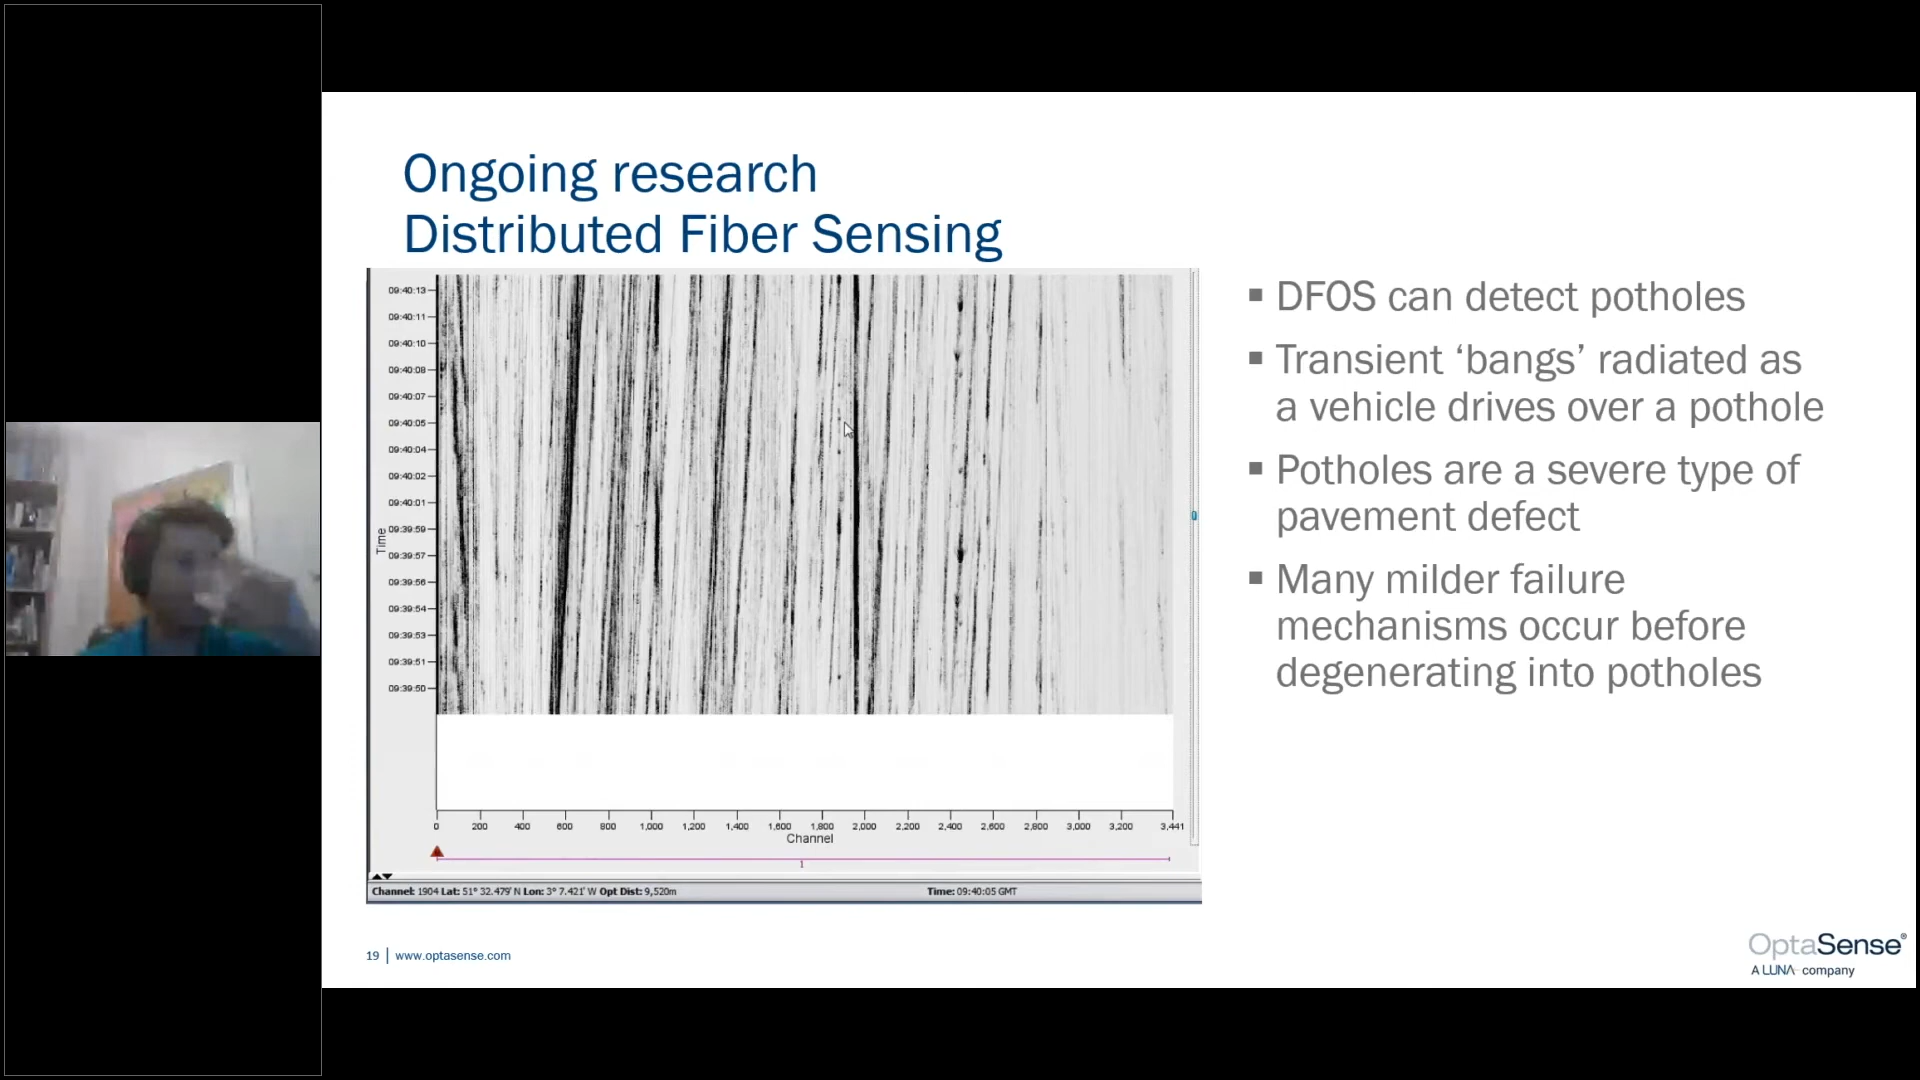 Ongoing research
Distributed Fiber Sensing
09:40:13
09:40:11
09:40:10
09:40:08
09:40:07
09:40:05
09:40:04
09:40:02
09:40:01
09:39:59
09:39:57
09:39:56
09:39:54
09:39:53
09:39:51
09:39:50
Time
0 200 400 600 800 1,000 1,200 1,400 1,600 1,800 2,000 2,200 2,400 2,600 2,800 3,000 3,200 3,441
Channel
1
Channel: 1904 Lat: 51° 32.479' N Lon: 3° 7.421' W Opt Dist: 9,520m Time: 09:40:05 GMT
▪ DFOS can detect potholes
▪ Transient ‘bangs’ radiated as
a vehicle drives over a pothole
▪ Potholes are a severe type of
pavement defect
▪ Many milder failure
mechanisms occur before
degenerating into potholes
19 | www.optasense.com
OptaSense®
A LUNA company